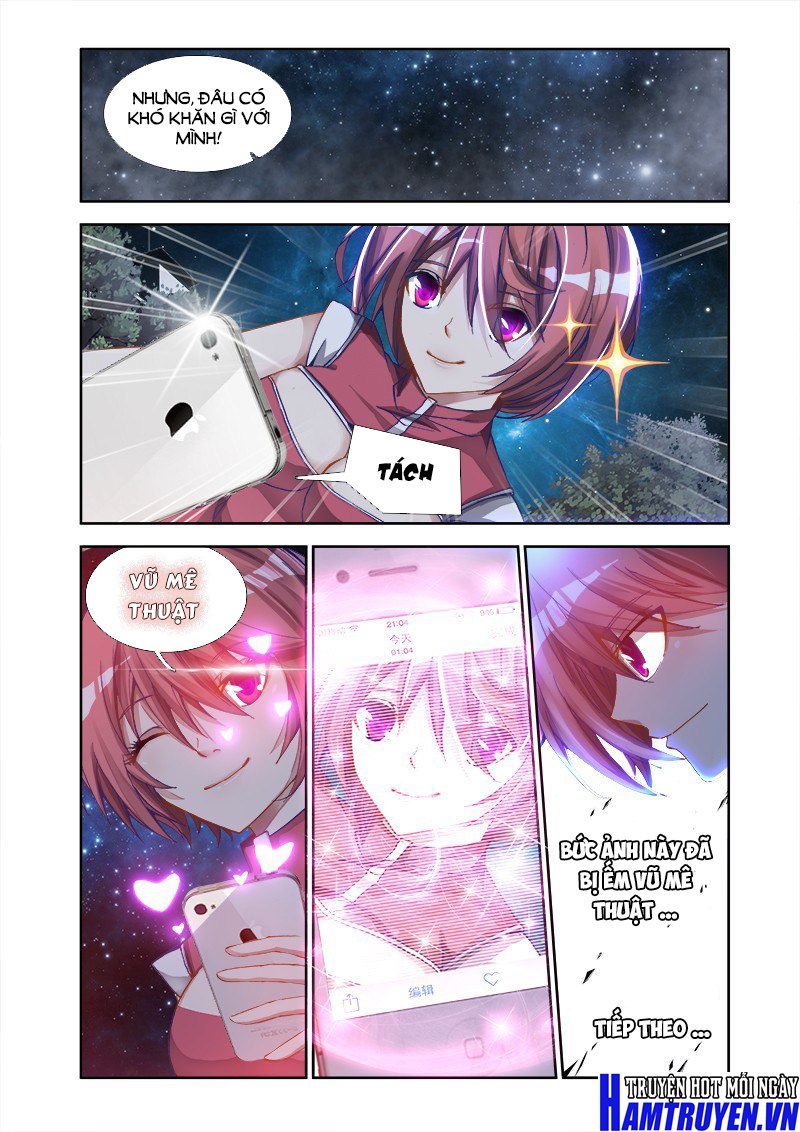 NHƯNG, ĐÂU CÓ
KHÓ KHĂN GÌ VỚI
MÌNH!
TÁCH
VŨ MÊ
THUẬT
21:04
9%
今天
01:04
编辑
BỨC ẢNH NÀY ĐÃ
BỊ ẾM VŨ MÊ
THUẬT ...
TIẾP THEO ...
TRUYỆN HOT MỖI NGÀY
HAMTRUYEN.VN